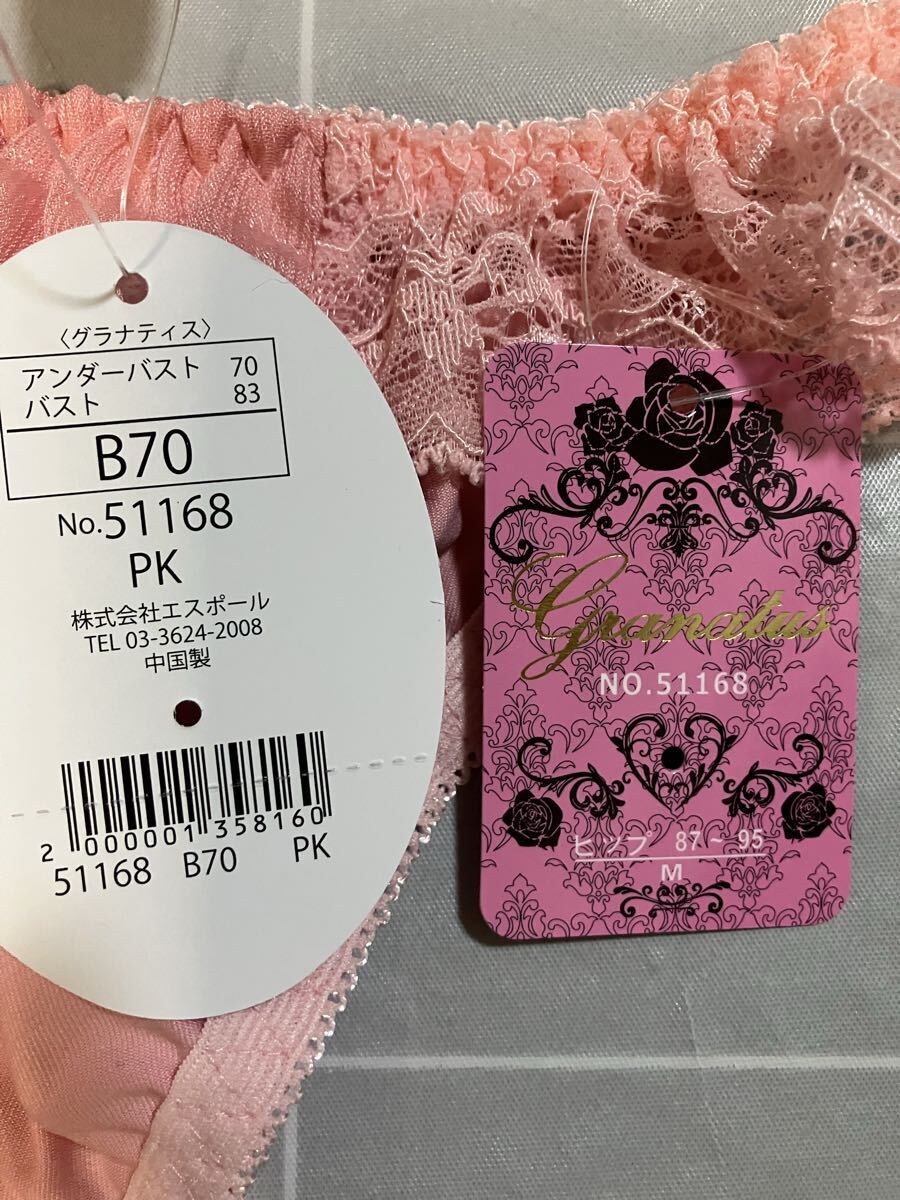 〈グラナティス〉
アンダーバスト 70
バスト 83
B70
No.51168
PK
株式会社エスポール
TEL 03-3624-2008
中国製
2 000001 358160
51168 B70 PK
Granatus
NO.51168
ヒップ 87~95
M